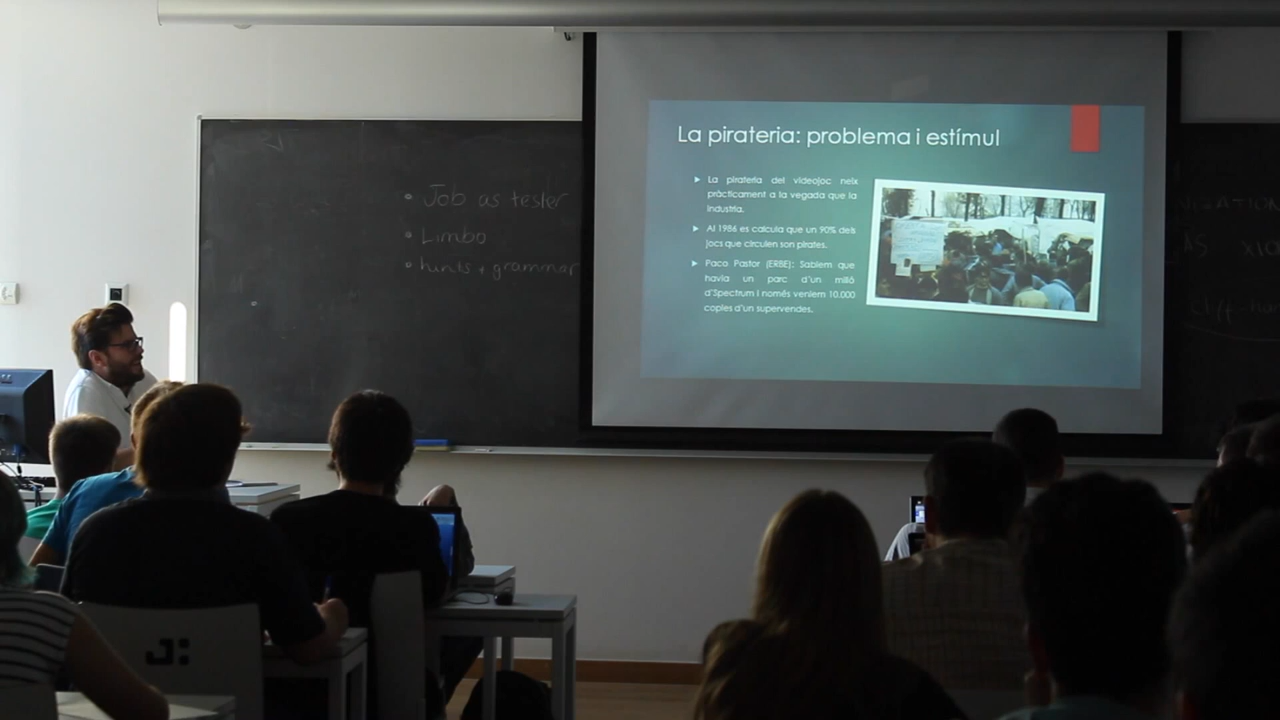 La pirateria: problema i estímul
La pirateria del videojoc neix
pràcticament a la vegada que la
indústria.
Al 1986 es calcula que un 90% dels
jocs que circulen son pirates.
Paco Pastor (ERBE): Sabíem que
havia un parc d'un milió
d'Spectrum i només veníem 10.000
copies d'un supervendes.
Job as tester
Limbo
hints + grammar
J: